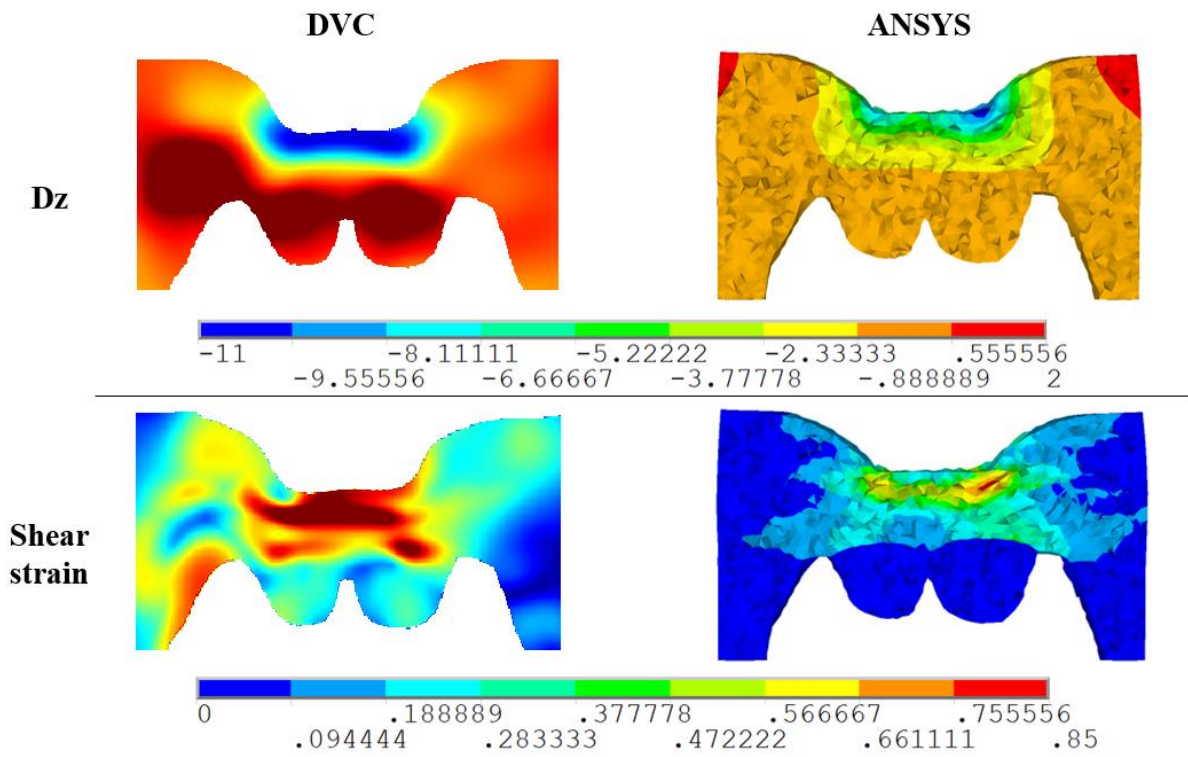 DVC ANSYS
Dz
-11 -8.11111 -5.22222 -2.33333 .555556
-9.55556 -6.66667 -3.77778 -.888889 2
Shear
strain
0 .188889 .377778 .566667 .755556
.094444 .283333 .472222 .661111 .85